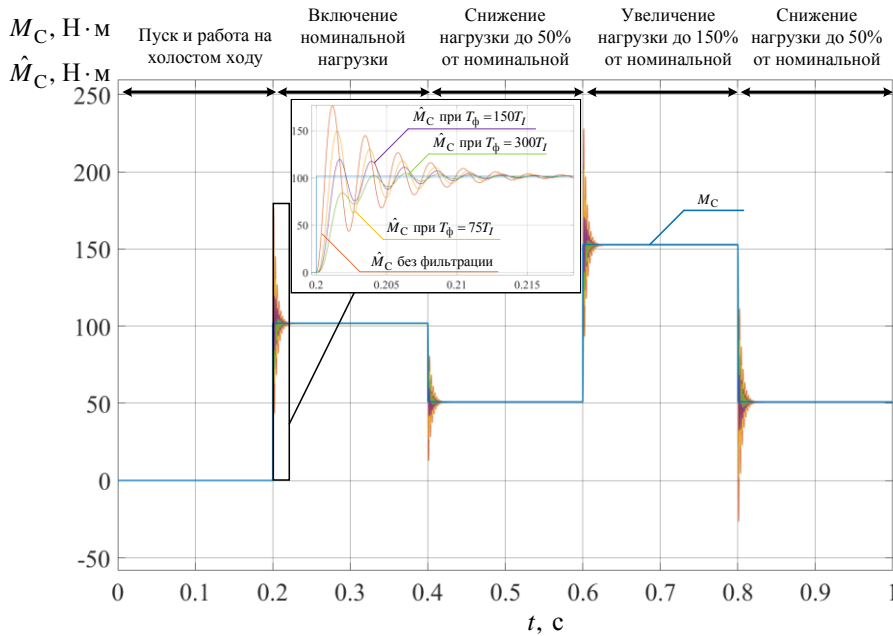 M_C, Н·м
M̂_C, Н·м
Пуск и работа на
холостом ходу
Включение
номинальной
нагрузки
Снижение
нагрузки до 50%
от номинальной
Увеличение
нагрузки до 150%
от номинальной
Снижение
нагрузки до 50%
от номинальной
250
200
150
100
50
0
-50
0
0.1
0.2
0.3
0.4
0.5
0.6
0.7
0.8
0.9
1
t, с
150
100
50
0
0.2
0.205
0.21
0.215
M̂_C при T_ф = 150T_I
M̂_C при T_ф = 300T_I
M̂_C при T_ф = 75T_I
M̂_C без фильтрации
M_C